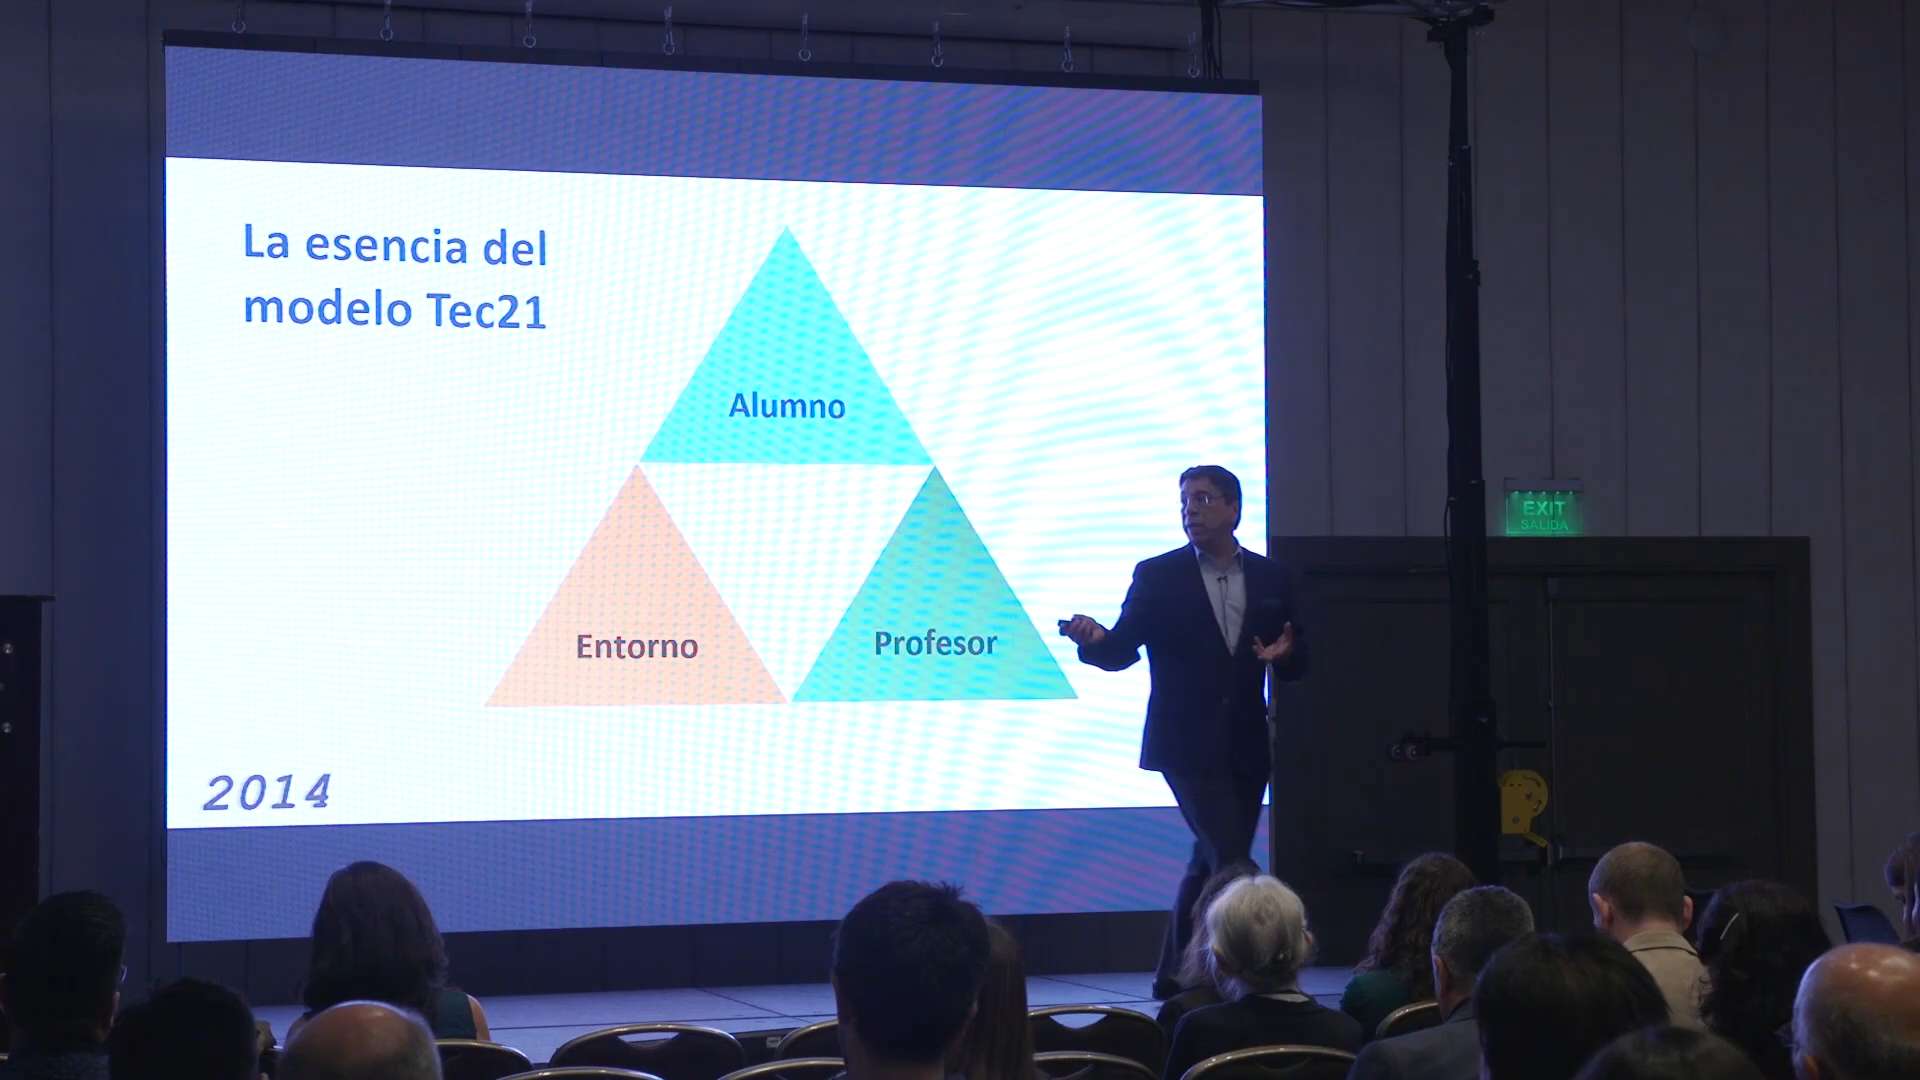 La esencia del
modelo Tec21
Alumno
Entorno
Profesor
2014
EXIT
SALIDA